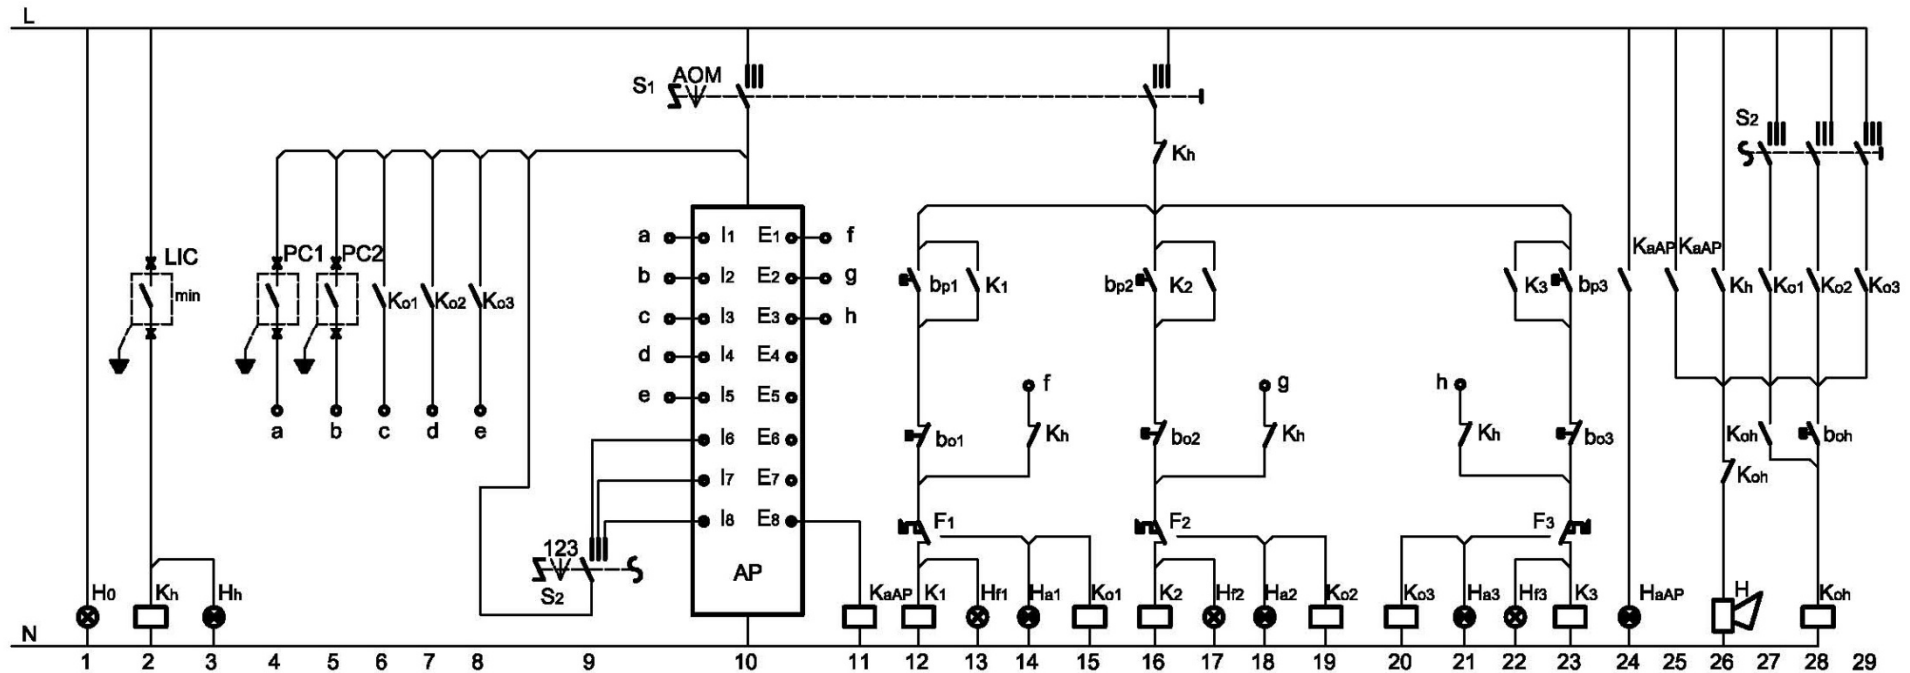 L
S1 AOM
S2
Kh
LIC
min
PC1 PC2
KaAP KaAP
a I1 E1 f
b I2 E2 g
c I3 E3 h
d I4 E4
e I5 E5
I6 E6
I7 E7
I8 E8
AP
Ko1 Ko2 Ko3
a b c d e
bp1 K1 bp2 K2 K3 bp3
Kh Ko1 Ko2 Ko3
f g h
bo1 Kh bo2 Kh Kh bo3
Koh boh
Koh
F1 F2 F3
123
S2
H0 Kh Hh KaAP K1 Hf1 Ha1 Ko1 K2 Hf2 Ha2 Ko2 Ko3 Ha3 Hf3 K3 HaAP H Koh
N
1 2 3 4 5 6 7 8 9 10 11 12 13 14 15 16 17 18 19 20 21 22 23 24 25 26 27 28 29